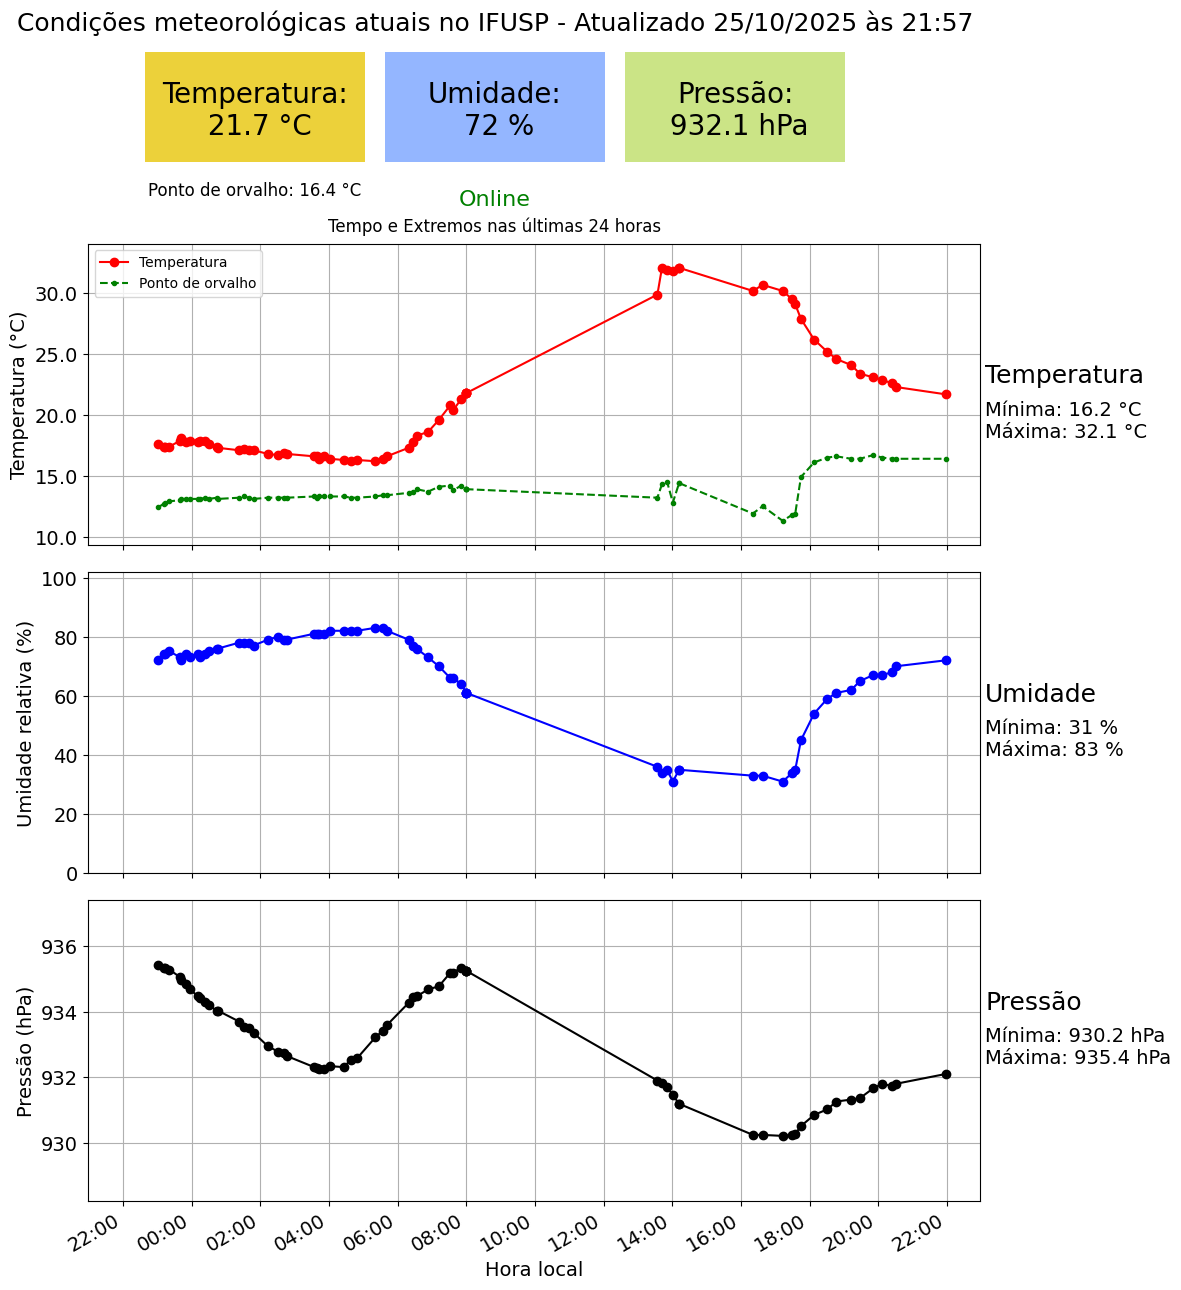 Condições meteorológicas atuais no IFUSP - Atualizado 25/10/2025 às 21:57
Temperatura:
21.7 °C
Umidade:
72 %
Pressão:
932.1 hPa
Ponto de orvalho: 16.4 °C
Online
Tempo e Extremos nas últimas 24 horas
Temperatura
Ponto de orvalho
Temperatura (°C)
30.0
25.0
20.0
15.0
10.0
Temperatura
Mínima: 16.2 °C
Máxima: 32.1 °C
Umidade relativa (%)
100
80
60
40
20
0
Umidade
Mínima: 31 %
Máxima: 83 %
Pressão (hPa)
936
934
932
930
Pressão
Mínima: 930.2 hPa
Máxima: 935.4 hPa
22:00
00:00
02:00
04:00
06:00
08:00
10:00
12:00
14:00
16:00
18:00
20:00
22:00
Hora local